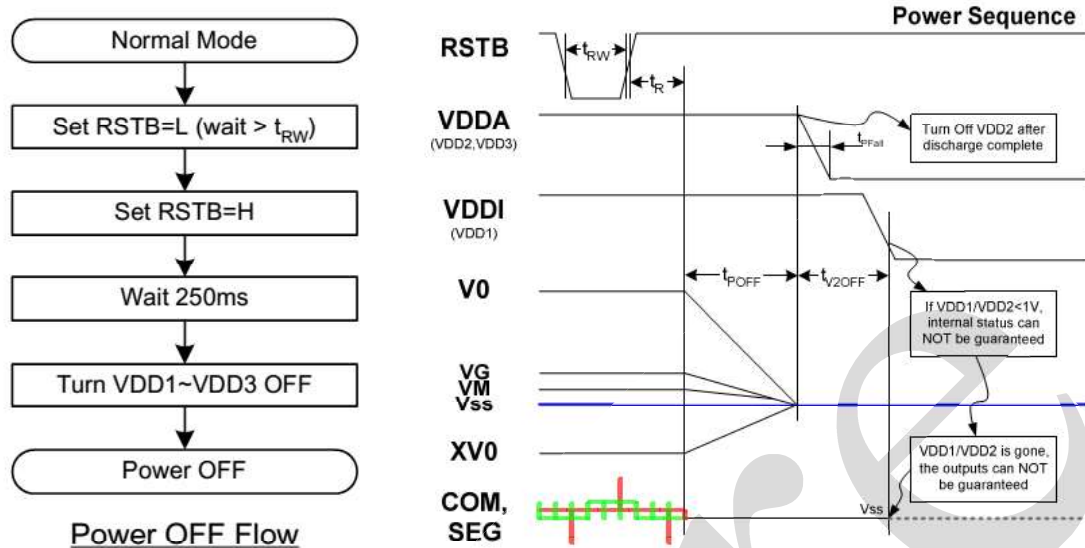 Normal Mode
Set RSTB=L (wait > tRW)
Set RSTB=H
Wait 250ms
Turn VDD1~VDD3 OFF
Power OFF
Power OFF Flow
Power Sequence
RSTB
tRW
tR
VDDA
(VDD2,VDD3)
tPFall
Turn Off VDD2 after
discharge complete
VDDI
(VDD1)
tPOFF
tV2OFF
V0
If VDD1/VDD2<1V,
internal status can
NOT be guaranteed
VG
VM
Vss
XV0
VDD1/VDD2 is gone,
the outputs can NOT
be guaranteed
COM,
SEG
Vss